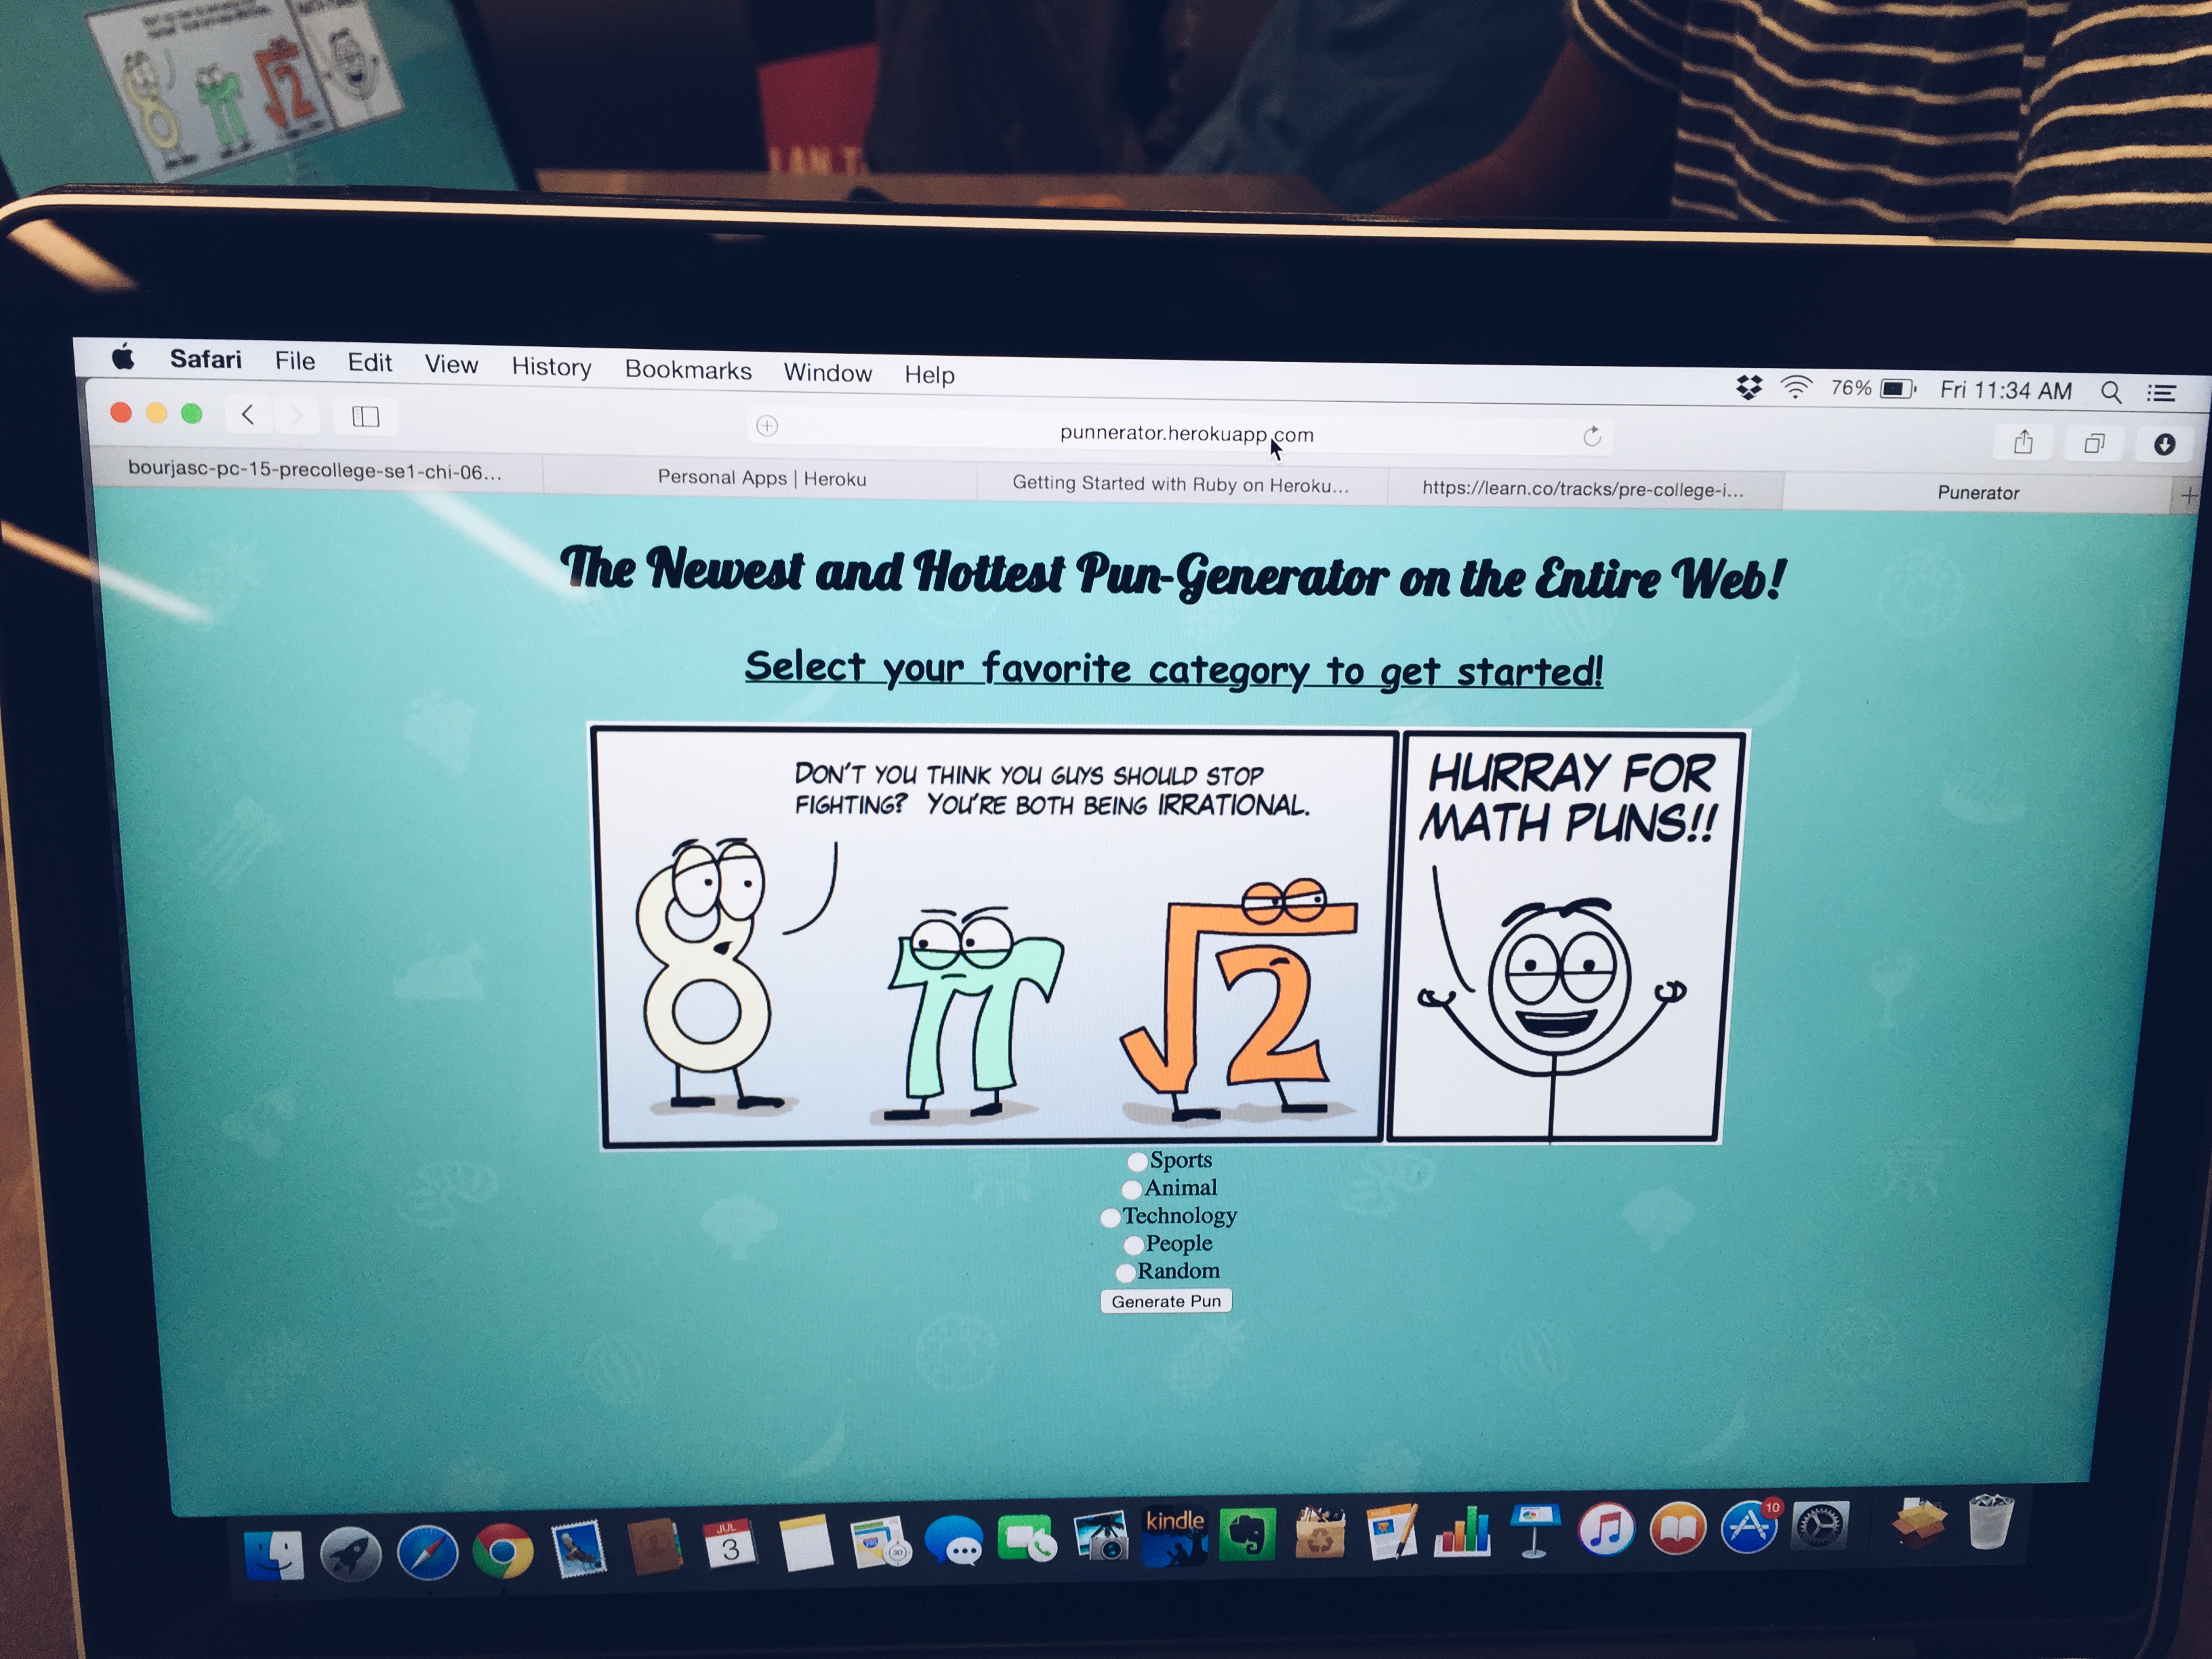 LAN T
Safari File Edit View History Bookmarks Window Help
76% Fri 11:34 AM
punnerator.herokuapp.com
bourjasc-pc-15-precollege-se1-chi-06...
Personal Apps | Heroku
Getting Started with Ruby on Heroku...
https://learn.co/tracks/pre-college-i...
Punerator
The Newest and Hottest Pun-Generator on the Entire Web!
Select your favorite category to get started!
DON'T YOU THINK YOU GUYS SHOULD STOP
FIGHTING? YOU'RE BOTH BEING IRRATIONAL.
HURRAY FOR
MATH PUNS!!
8 π √2
Sports
Animal
Technology
People
Random
Generate Pun
JUL
3
30
kindle
10